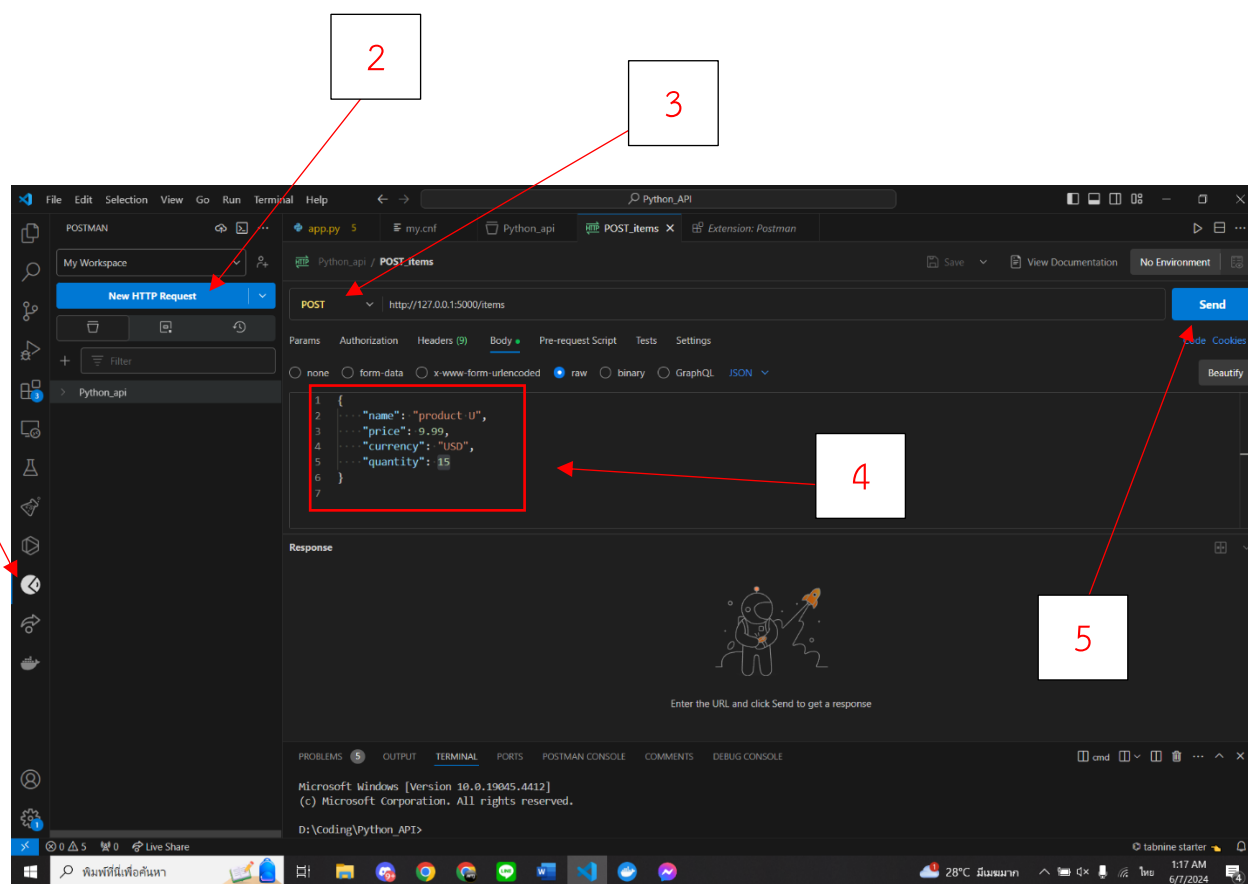 2
3
File Edit Selection View Go Run Terminal Help
Python_API
POSTMAN
app.py 5
my.cnf
Python_api
POST_items
Extension: Postman
My Workspace
Python_api / POST_items
Save
View Documentation
No Environment
New HTTP Request
POST
http://127.0.0.1:5000/items
Send
Params Authorization Headers (9) Body Pre-request Script Tests Settings
Code Cookies
Filter
none form-data x-www-form-urlencoded raw binary GraphQL JSON
Beautify
Python_api
1 {
2 "name": "product U",
3 "price": 9.99,
4 "currency": "USD",
5 "quantity": 15
6 }
7
4
3
Response
5
Enter the URL and click Send to get a response
PROBLEMS 5 OUTPUT TERMINAL PORTS POSTMAN CONSOLE COMMENTS DEBUG CONSOLE
cmd
Microsoft Windows [Version 10.0.19045.4412]
(c) Microsoft Corporation. All rights reserved.
D:\Coding\Python_API>
1
0 5 0 Live Share
tabnine starter
พิมพ์ที่นี่เพื่อค้นหา
28°C มีเมฆมาก
ไทย
1:17 AM
6/7/2024
4